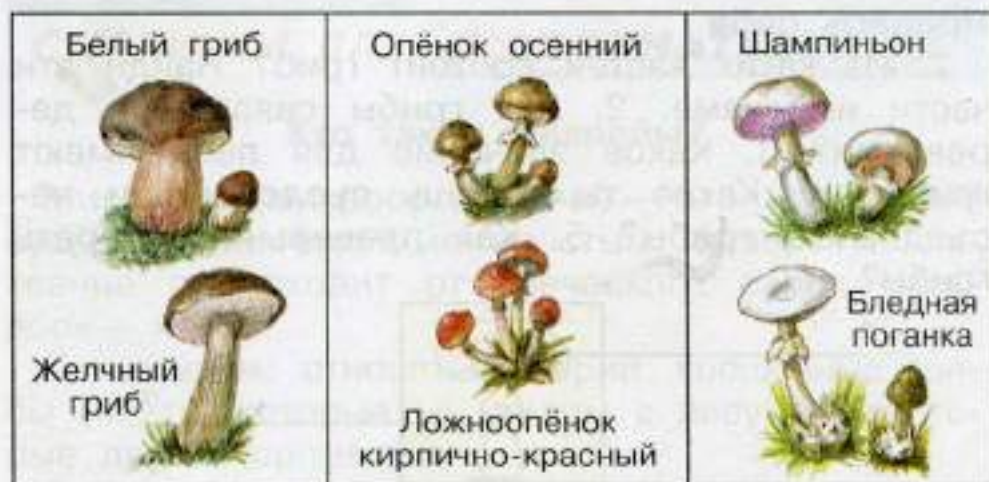 Белый гриб
Опёнок осенний
Шампиньон
Желчный
гриб
Ложноопёнок
кирпично-красный
Бледная
поганка